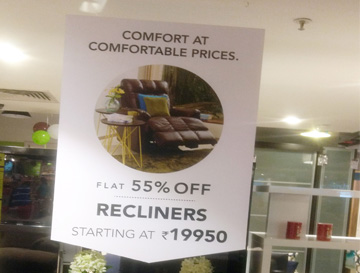 COMFORT AT
COMFORTABLE PRICES.
FLAT 55% OFF
RECLINERS
STARTING AT ₹19950